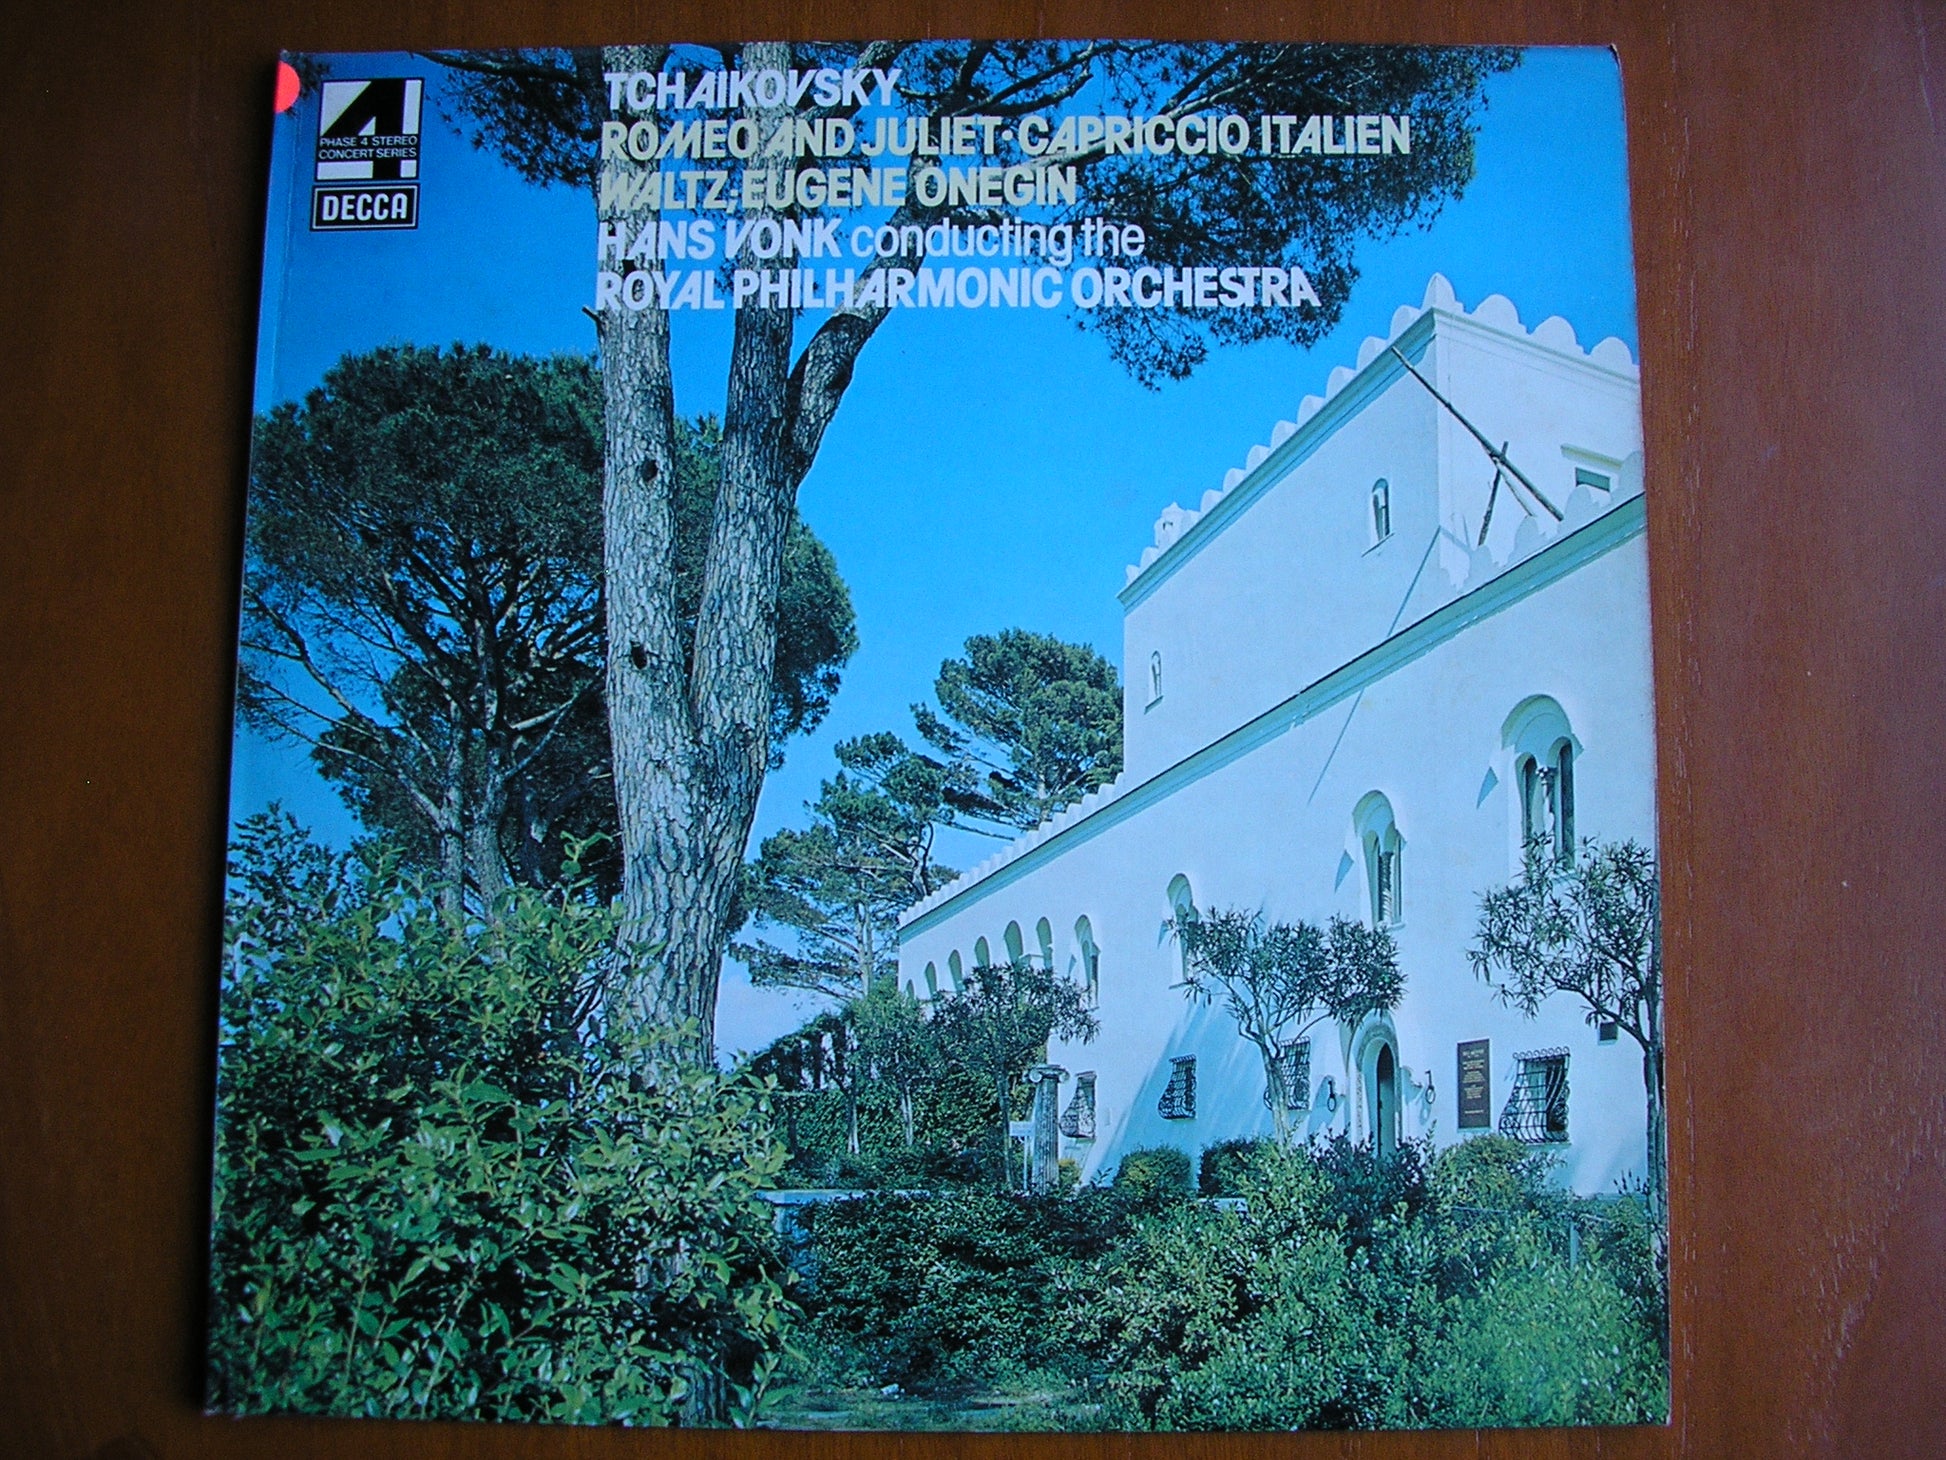 PHASE 4 STEREO
CONCERT SERIES
DECCA
TCHAIKOVSKY
ROMEO AND JULIET·CAPRICCIO ITALIEN
WALTZ;EUGENE ONEGIN
HANS VONK conducting the
ROYAL PHILHARMONIC ORCHESTRA